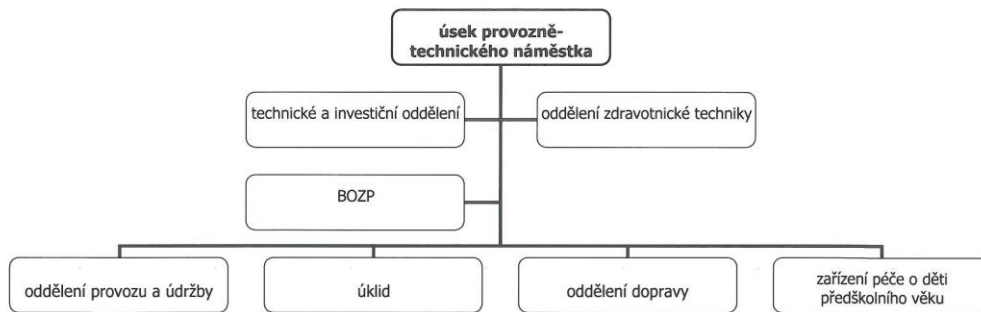 úsek provozně-
technického náměstka
technické a investiční oddělení
oddělení zdravotnické techniky
BOZP
oddělení provozu a údržby
úklid
oddělení dopravy
zařízení péče o děti
předškolního věku